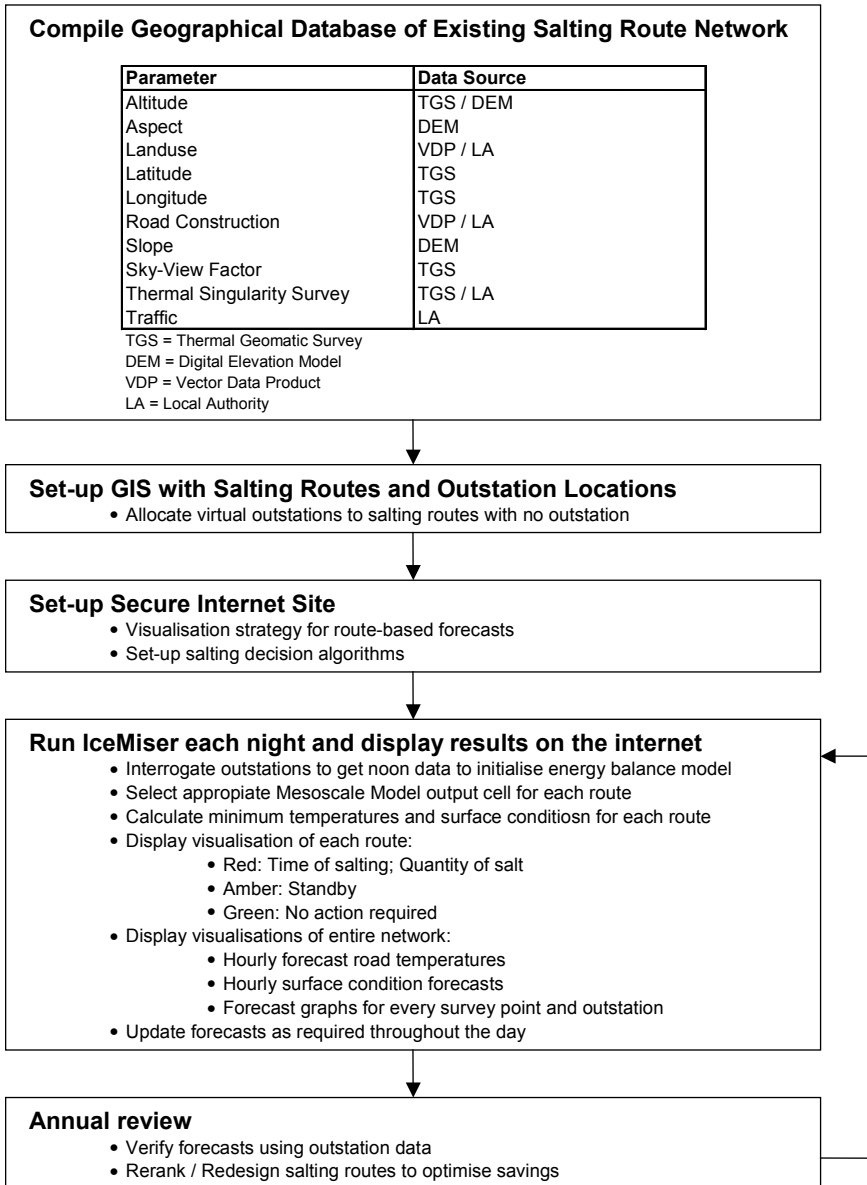 Compile Geographical Database of Existing Salting Route Network
Parameter Data Source
Altitude TGS / DEM
Aspect DEM
Landuse VDP / LA
Latitude TGS
Longitude TGS
Road Construction VDP / LA
Slope DEM
Sky-View Factor TGS
Thermal Singularity Survey TGS / LA
Traffic LA
TGS = Thermal Geomatic Survey
DEM = Digital Elevation Model
VDP = Vector Data Product
LA = Local Authority
Set-up GIS with Salting Routes and Outstation Locations
• Allocate virtual outstations to salting routes with no outstation
Set-up Secure Internet Site
• Visualisation strategy for route-based forecasts
• Set-up salting decision algorithms
Run IceMiser each night and display results on the internet
• Interrogate outstations to get noon data to initialise energy balance model
• Select appropiate Mesoscale Model output cell for each route
• Calculate minimum temperatures and surface conditiosn for each route
• Display visualisation of each route:
• Red: Time of salting; Quantity of salt
• Amber: Standby
• Green: No action required
• Display visualisations of entire network:
• Hourly forecast road temperatures
• Hourly surface condition forecasts
• Forecast graphs for every survey point and outstation
• Update forecasts as required throughout the day
Annual review
• Verify forecasts using outstation data
• Rerank / Redesign salting routes to optimise savings